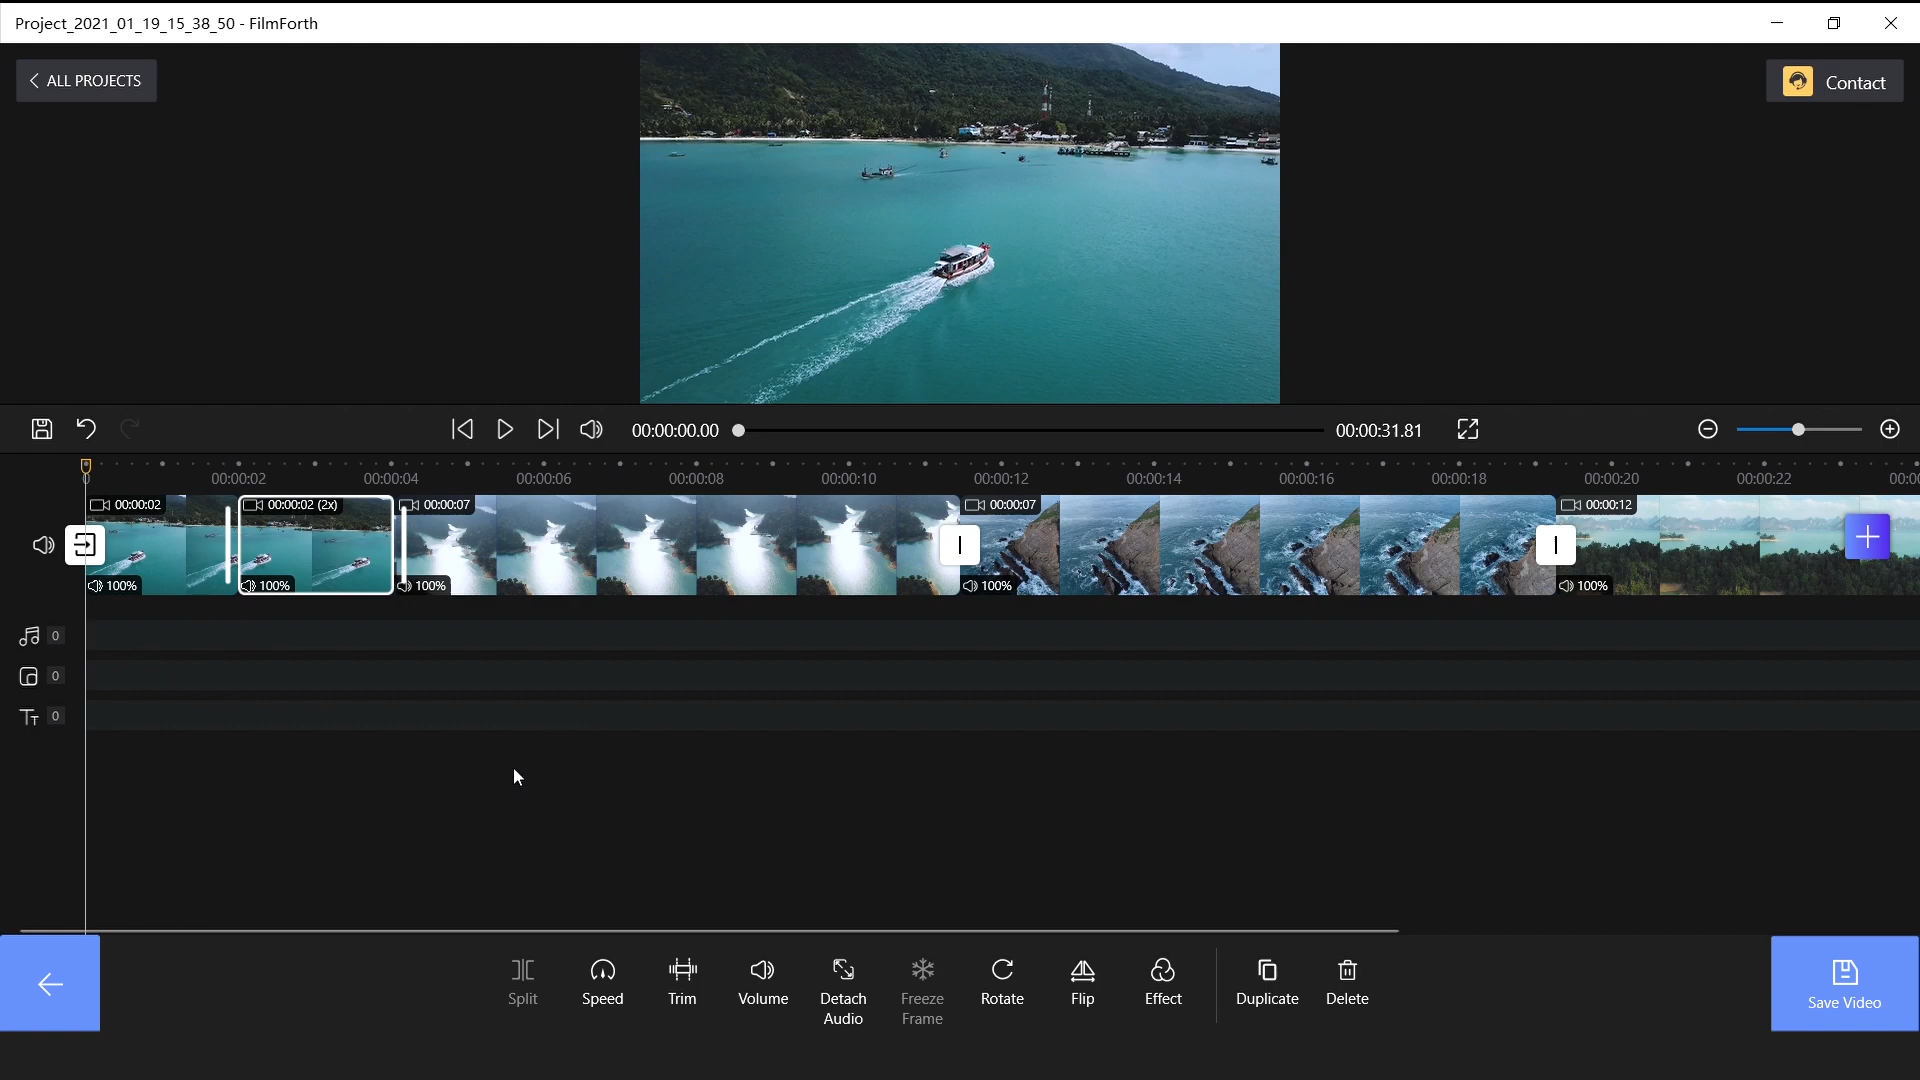 Project_2021_01_19_15_38_50 - FilmForth
ALL PROJECTS
Contact
00:00:00.00
00:00:31.81
0 00:00:02 00:00:04 00:00:06 00:00:08 00:00:10 00:00:12 00:00:14 00:00:16 00:00:18 00:00:20 00:00:22
00:00:02 00:00:02 (2x) 00:00:07 00:00:07 00:00:12
100% 100% 100% 100% 100%
0
0
0
Split Speed Trim Volume Detach Audio Freeze Frame Rotate Flip Effect Duplicate Delete
Save Video